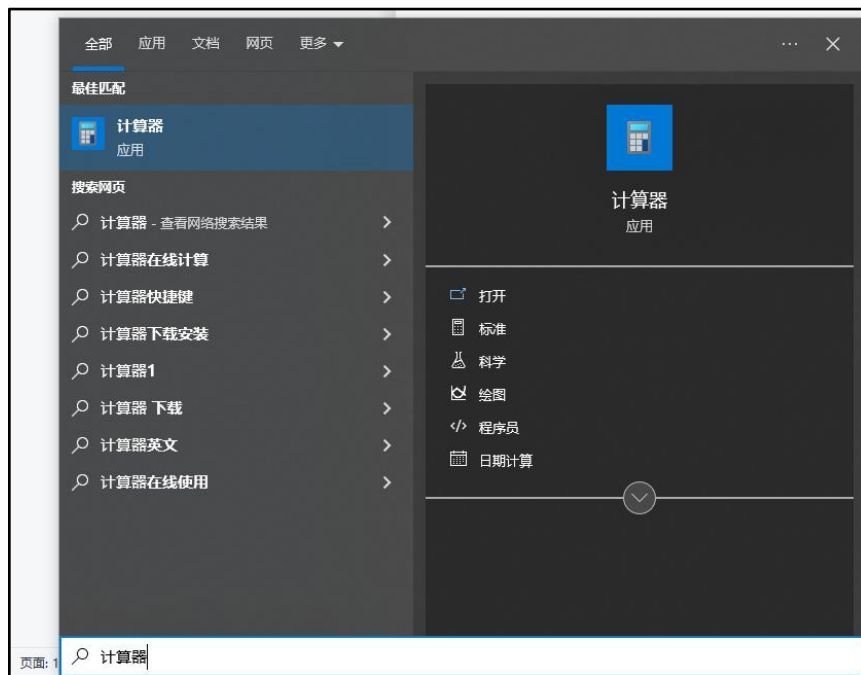 全部 应用 文档 网页 更多
最佳匹配
计算器
应用
搜索网页
计算器 - 查看网络搜索结果
计算器在线计算
计算器快捷键
计算器下载安装
计算器1
计算器 下载
计算器英文
计算器在线使用
计算器
应用
打开
标准
科学
绘图
程序员
日期计算
页面: 1
计算器